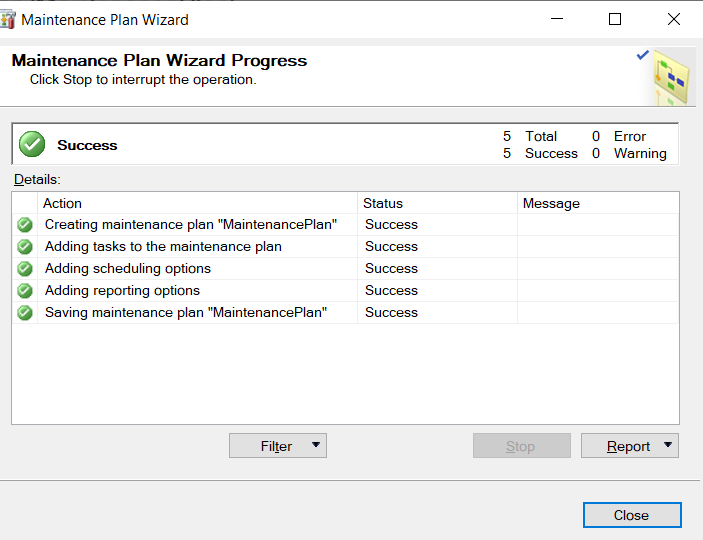 Maintenance Plan Wizard
Maintenance Plan Wizard Progress
Click Stop to interrupt the operation.
Success 5 Total 0 Error
5 Success 0 Warning
Details:
Action Status Message
Creating maintenance plan "MaintenancePlan" Success
Adding tasks to the maintenance plan Success
Adding scheduling options Success
Adding reporting options Success
Saving maintenance plan "MaintenancePlan" Success
Filter Stop Report
Close